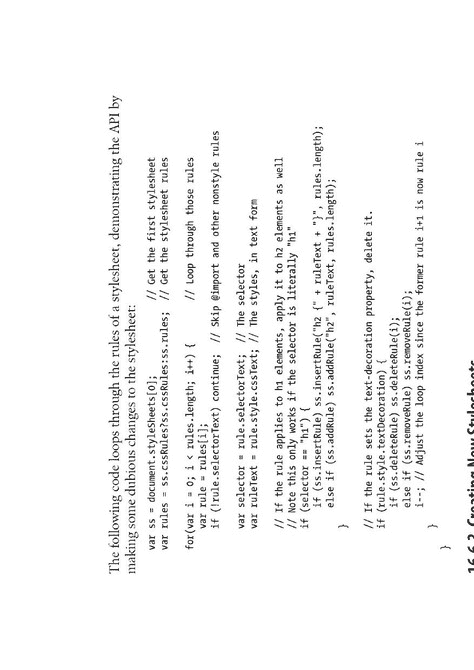 The following code loops through the rules of a stylesheet, demonstrating the API by
making some dubious changes to the stylesheet:
var ss = document.styleSheets[0]; // Get the first stylesheet
var rules = ss.cssRules?ss.cssRules:ss.rules; // Get the stylesheet rules
for(var i = 0; i < rules.length; i++) { // Loop through those rules
var rule = rules[i];
if (!rule.selectorText) continue; // Skip @import and other nonstyle rules
var selector = rule.selectorText; // The selector
var ruleText = rule.style.cssText; // The styles, in text form
// If the rule applies to h1 elements, apply it to h2 elements as well
// Note this only works if the selector is literally "h1"
if (selector == "h1") {
if (ss.insertRule) ss.insertRule("h2 {" + ruleText + "}", rules.length);
else if (ss.addRule) ss.addRule("h2", ruleText, rules.length);
}
// If the rule sets the text-decoration property, delete it.
if (rule.style.textDecoration) {
if (ss.deleteRule) ss.deleteRule(i);
else if (ss.removeRule) ss.removeRule(i);
i--; // Adjust the loop index since the former rule i+1 is now rule i
}
}
16.6.3 Creating New Stylesheets